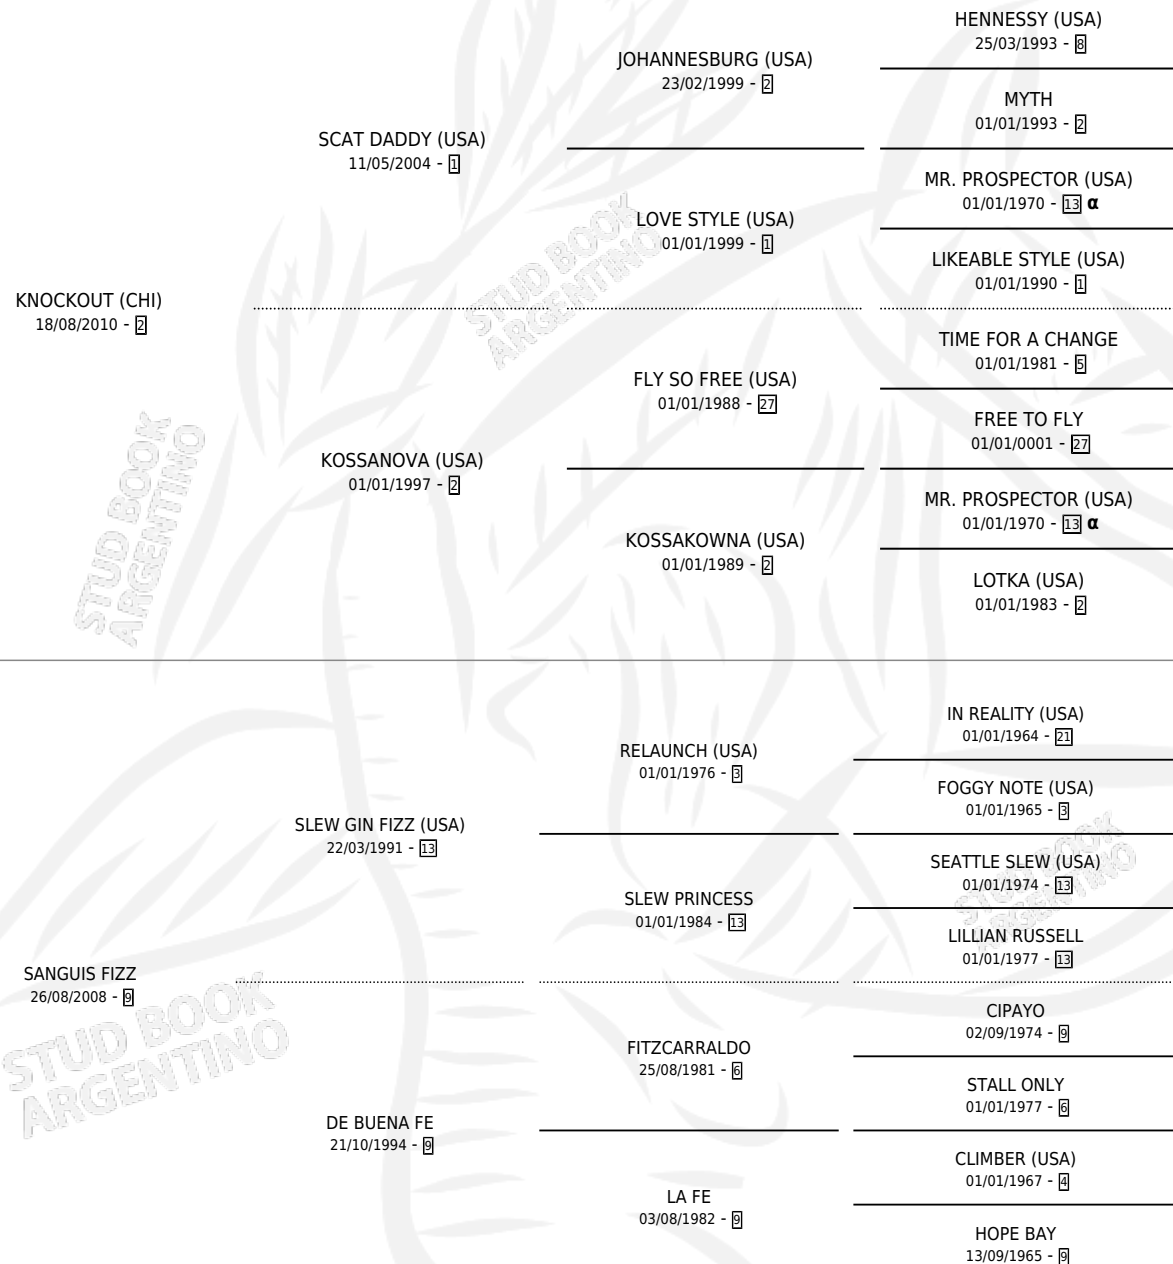 HENNESSY (USA)
25/03/1993 - 8
JOHANNESBURG (USA)
23/02/1999 - 2
MYTH
01/01/1993 - 2
SCAT DADDY (USA)
11/05/2004 - 1
MR. PROSPECTOR (USA)
01/01/1970 - 13 α
LOVE STYLE (USA)
01/01/1999 - 1
LIKEABLE STYLE (USA)
01/01/1990 - 1
KNOCKOUT (CHI)
18/08/2010 - 2
TIME FOR A CHANGE
01/01/1981 - 5
FLY SO FREE (USA)
01/01/1988 - 27
FREE TO FLY
01/01/0001 - 27
KOSSANOVA (USA)
01/01/1997 - 2
MR. PROSPECTOR (USA)
01/01/1970 - 13 α
KOSSAKOWNA (USA)
01/01/1989 - 2
LOTKA (USA)
01/01/1983 - 2
IN REALITY (USA)
01/01/1964 - 21
RELAUNCH (USA)
01/01/1976 - 3
FOGGY NOTE (USA)
01/01/1965 - 3
SLEW GIN FIZZ (USA)
22/03/1991 - 13
SEATTLE SLEW (USA)
01/01/1974 - 13
SLEW PRINCESS
01/01/1984 - 13
LILLIAN RUSSELL
01/01/1977 - 13
SANGUIS FIZZ
26/08/2008 - 9
CIPAYO
02/09/1974 - 9
FITZCARRALDO
25/08/1981 - 6
STALL ONLY
01/01/1977 - 6
DE BUENA FE
21/10/1994 - 9
CLIMBER (USA)
01/01/1967 - 4
LA FE
03/08/1982 - 9
HOPE BAY
13/09/1965 - 9
STUD BOOK
ARGENTINO
STUD BOOK
ARGENTINO
STUD BOOK
ARGENTINO
STUD BOOK
ARGENTINO